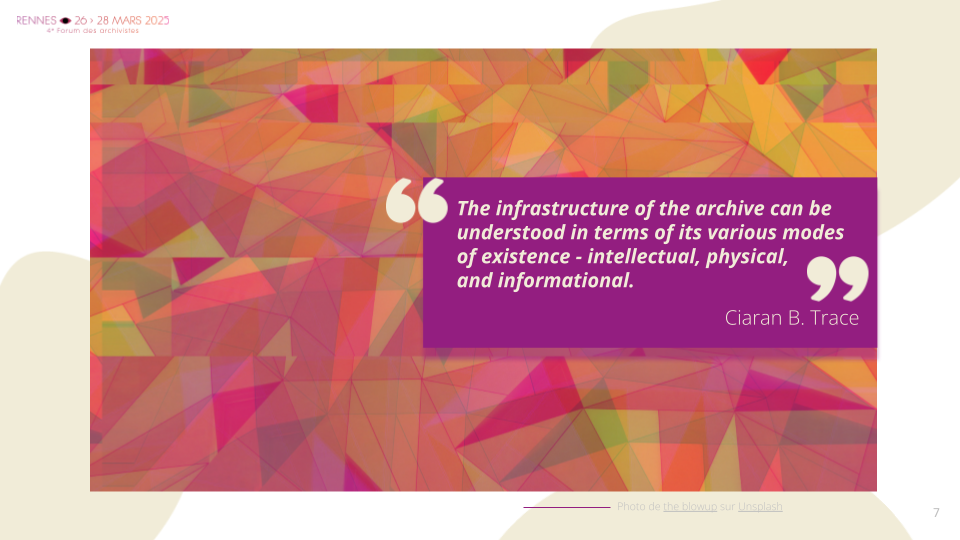 RENNES 26 > 28 MARS 2025
4e Forum des archivistes
“ The infrastructure of the archive can be
understood in terms of its various modes
of existence - intellectual, physical,
and informational. ”
Ciaran B. Trace
Photo de the blowup sur Unsplash
7